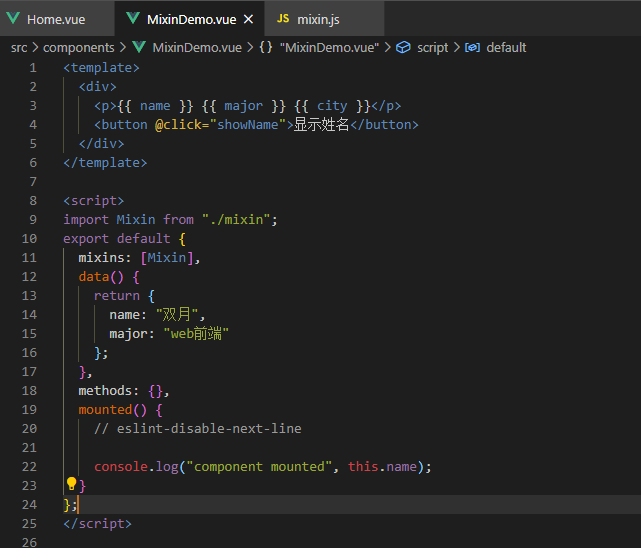 Home.vue MixinDemo.vue × JS mixin.js
src > components > MixinDemo.vue > {} "MixinDemo.vue" > script > default
1 <template>
2   <div>
3     <p>{{ name }} {{ major }} {{ city }}</p>
4     <button @click="showName">显示姓名</button>
5   </div>
6 </template>
7
8 <script>
9 import Mixin from "./mixin";
10 export default {
11   mixins: [Mixin],
12   data() {
13     return {
14       name: "双月",
15       major: "web前端"
16     };
17   },
18   methods: {},
19   mounted() {
20     // eslint-disable-next-line
21
22     console.log("component mounted", this.name);
23   }
24 };
25 </script>
26